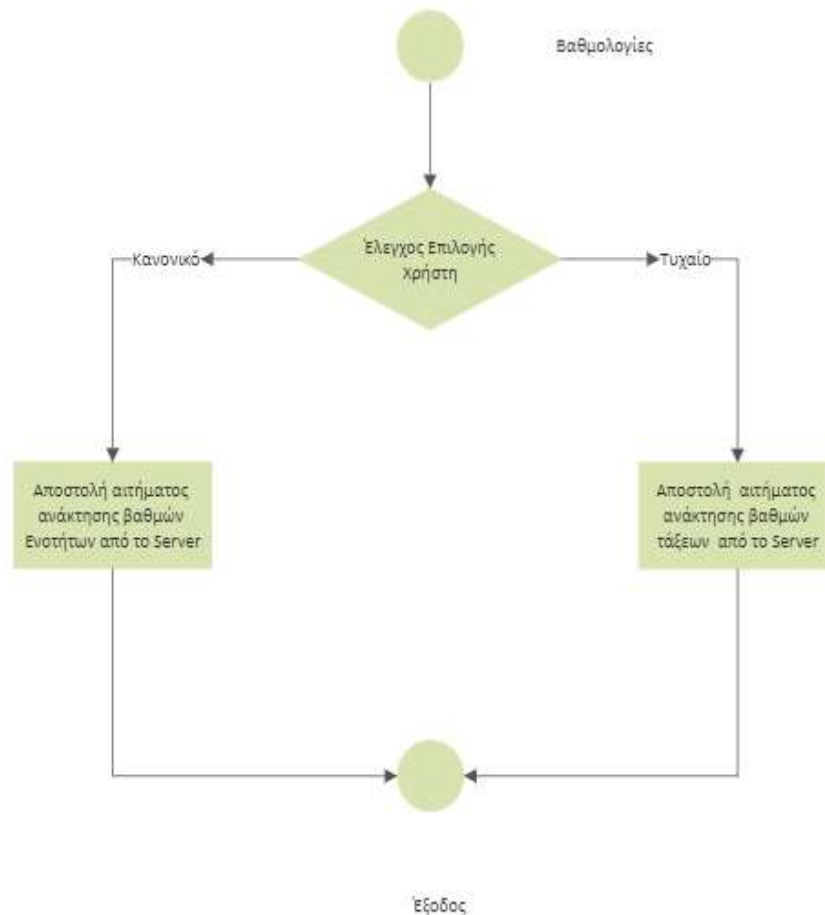 Βαθμολογίες
Έλεγχος Επιλογής
Χρήστη
Κανονικό
Τυχαίο
Αποστολή αιτήματος
ανάκτησης βαθμών
Ενοτήτων από το Server
Αποστολή αιτήματος
ανάκτησης βαθμών
τάξεων από το Server
Έξοδος